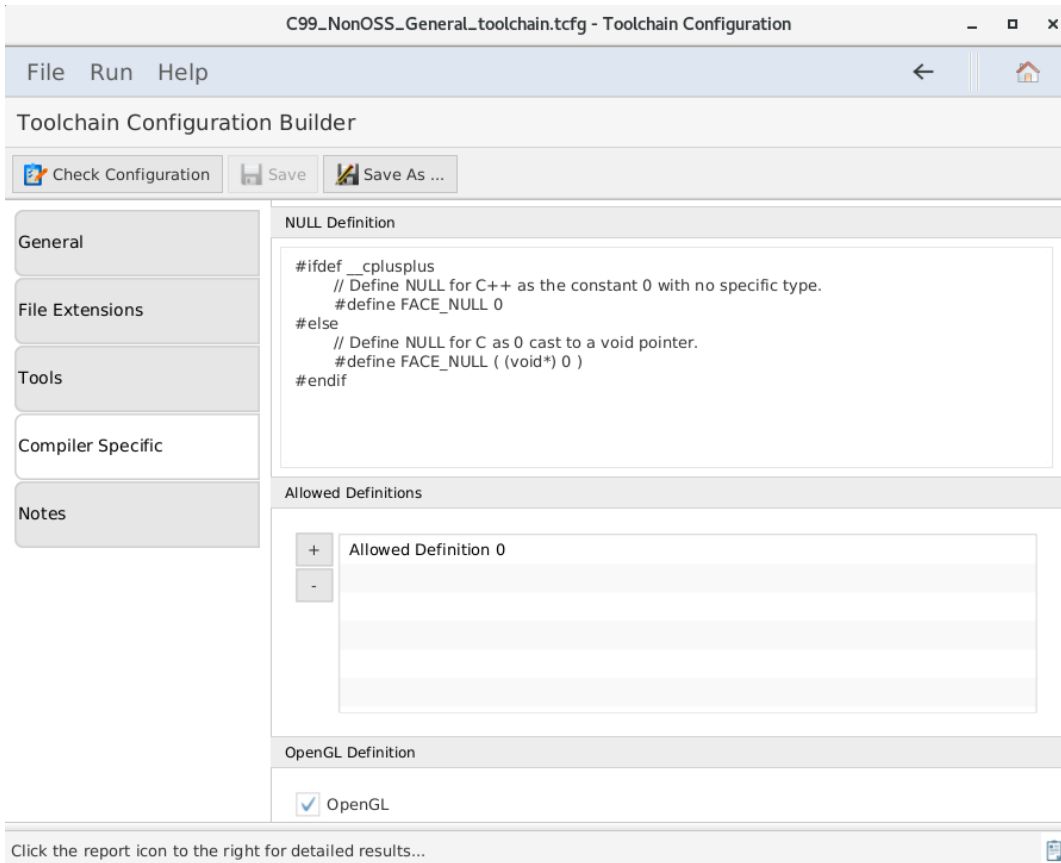 C99_NonOSS_General_toolchain.tcfg - Toolchain Configuration
File Run Help
Toolchain Configuration Builder
Check Configuration Save Save As ...
General
File Extensions
Tools
Compiler Specific
Notes
NULL Definition
#ifdef __cplusplus
// Define NULL for C++ as the constant 0 with no specific type.
#define FACE_NULL 0
#else
// Define NULL for C as 0 cast to a void pointer.
#define FACE_NULL ( (void*) 0 )
#endif
Allowed Definitions
+
-
Allowed Definition 0
OpenGL Definition
OpenGL
Click the report icon to the right for detailed results...